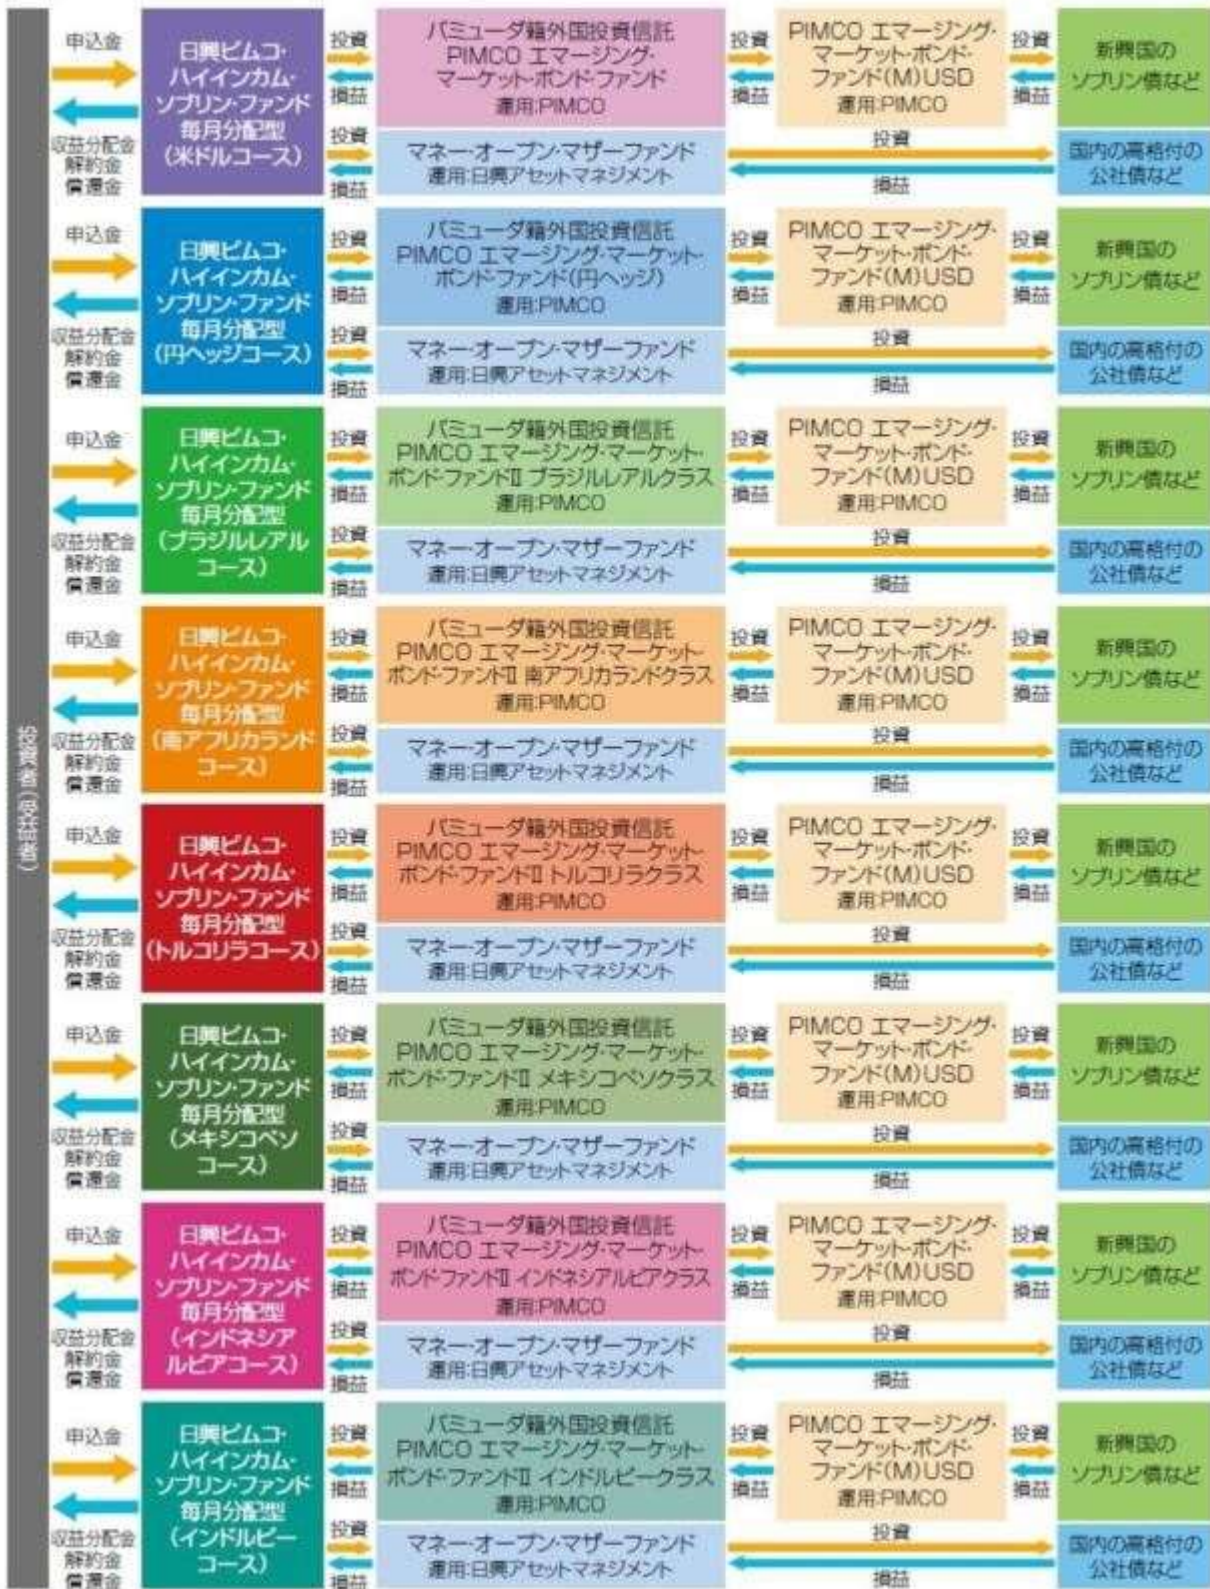 投資者(受益者)
申込金
収益分配金
解約金
償還金
日興ピムコ・
ハイインカム・
ソブリン・ファンド
毎月分配型
(米ドルコース)
投資
損益
バミューダ籍外国投資信託
PIMCO エマージング・
マーケット・ボンド・ファンド
運用:PIMCO
投資
損益
PIMCO エマージング・
マーケット・ボンド・
ファンド(M)USD
運用:PIMCO
投資
損益
新興国の
ソブリン債など
投資
損益
マネー・オープン・マザーファンド
運用:日興アセットマネジメント
投資
損益
国内の高格付の
公社債など
申込金
収益分配金
解約金
償還金
日興ピムコ・
ハイインカム・
ソブリン・ファンド
毎月分配型
(円ヘッジコース)
投資
損益
バミューダ籍外国投資信託
PIMCO エマージング・マーケット・
ボンド・ファンド(円ヘッジ)
運用:PIMCO
投資
損益
PIMCO エマージング・
マーケット・ボンド・
ファンド(M)USD
運用:PIMCO
投資
損益
新興国の
ソブリン債など
投資
損益
マネー・オープン・マザーファンド
運用:日興アセットマネジメント
投資
損益
国内の高格付の
公社債など
申込金
収益分配金
解約金
償還金
日興ピムコ・
ハイインカム・
ソブリン・ファンド
毎月分配型
(ブラジルレアル
コース)
投資
損益
バミューダ籍外国投資信託
PIMCO エマージング・マーケット・
ボンド・ファンドⅡ ブラジルレアルクラス
運用:PIMCO
投資
損益
PIMCO エマージング・
マーケット・ボンド・
ファンド(M)USD
運用:PIMCO
投資
損益
新興国の
ソブリン債など
投資
損益
マネー・オープン・マザーファンド
運用:日興アセットマネジメント
投資
損益
国内の高格付の
公社債など
申込金
収益分配金
解約金
償還金
日興ピムコ・
ハイインカム・
ソブリン・ファンド
毎月分配型
(南アフリカランド
コース)
投資
損益
バミューダ籍外国投資信託
PIMCO エマージング・マーケット・
ボンド・ファンドⅡ 南アフリカランドクラス
運用:PIMCO
投資
損益
PIMCO エマージング・
マーケット・ボンド・
ファンド(M)USD
運用:PIMCO
投資
損益
新興国の
ソブリン債など
投資
損益
マネー・オープン・マザーファンド
運用:日興アセットマネジメント
投資
損益
国内の高格付の
公社債など
申込金
収益分配金
解約金
償還金
日興ピムコ・
ハイインカム・
ソブリン・ファンド
毎月分配型
(トルコリラコース)
投資
損益
バミューダ籍外国投資信託
PIMCO エマージング・マーケット・
ボンド・ファンドⅡ トルコリラクラス
運用:PIMCO
投資
損益
PIMCO エマージング・
マーケット・ボンド・
ファンド(M)USD
運用:PIMCO
投資
損益
新興国の
ソブリン債など
投資
損益
マネー・オープン・マザーファンド
運用:日興アセットマネジメント
投資
損益
国内の高格付の
公社債など
申込金
収益分配金
解約金
償還金
日興ピムコ・
ハイインカム・
ソブリン・ファンド
毎月分配型
(メキシコペソ
コース)
投資
損益
バミューダ籍外国投資信託
PIMCO エマージング・マーケット・
ボンド・ファンドⅡ メキシコペソクラス
運用:PIMCO
投資
損益
PIMCO エマージング・
マーケット・ボンド・
ファンド(M)USD
運用:PIMCO
投資
損益
新興国の
ソブリン債など
投資
損益
マネー・オープン・マザーファンド
運用:日興アセットマネジメント
投資
損益
国内の高格付の
公社債など
申込金
収益分配金
解約金
償還金
日興ピムコ・
ハイインカム・
ソブリン・ファンド
毎月分配型
(インドネシア
ルピアコース)
投資
損益
バミューダ籍外国投資信託
PIMCO エマージング・マーケット・
ボンド・ファンドⅡ インドネシアルピアクラス
運用:PIMCO
投資
損益
PIMCO エマージング・
マーケット・ボンド・
ファンド(M)USD
運用:PIMCO
投資
損益
新興国の
ソブリン債など
投資
損益
マネー・オープン・マザーファンド
運用:日興アセットマネジメント
投資
損益
国内の高格付の
公社債など
申込金
収益分配金
解約金
償還金
日興ピムコ・
ハイインカム・
ソブリン・ファンド
毎月分配型
(インドルピー
コース)
投資
損益
バミューダ籍外国投資信託
PIMCO エマージング・マーケット・
ボンド・ファンドⅡ インドルピークラス
運用:PIMCO
投資
損益
PIMCO エマージング・
マーケット・ボンド・
ファンド(M)USD
運用:PIMCO
投資
損益
新興国の
ソブリン債など
投資
損益
マネー・オープン・マザーファンド
運用:日興アセットマネジメント
投資
損益
国内の高格付の
公社債など